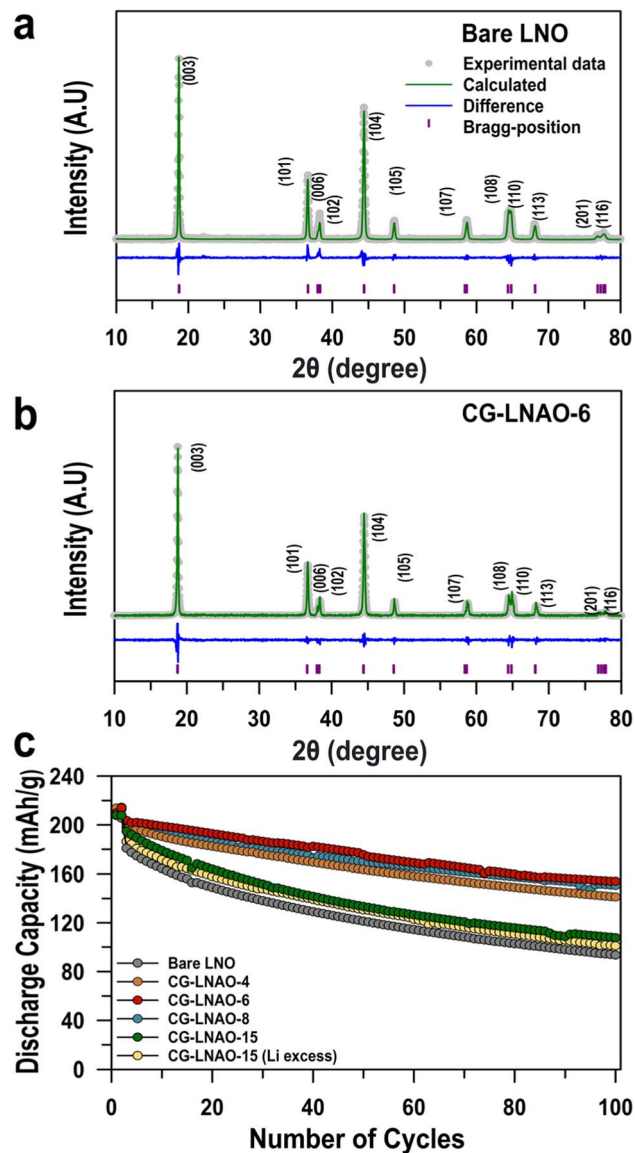 a
Bare LNO
Experimental data
Calculated
Difference
Bragg-position
(003)
(101)
(006)
(102)
(104)
(105)
(107)
(108)
(110)
(113)
(201)
(116)
Intensity (A.U)
10 20 30 40 50 60 70 80
2θ (degree)
b
CG-LNAO-6
(003)
(101)
(006)
(102)
(104)
(105)
(107)
(108)
(110)
(113)
(201)
(116)
Intensity (A.U)
10 20 30 40 50 60 70 80
2θ (degree)
c
240
200
160
120
80
40
0
Discharge Capacity (mAh/g)
Bare LNO
CG-LNAO-4
CG-LNAO-6
CG-LNAO-8
CG-LNAO-15
CG-LNAO-15 (Li excess)
0 20 40 60 80 100
Number of Cycles